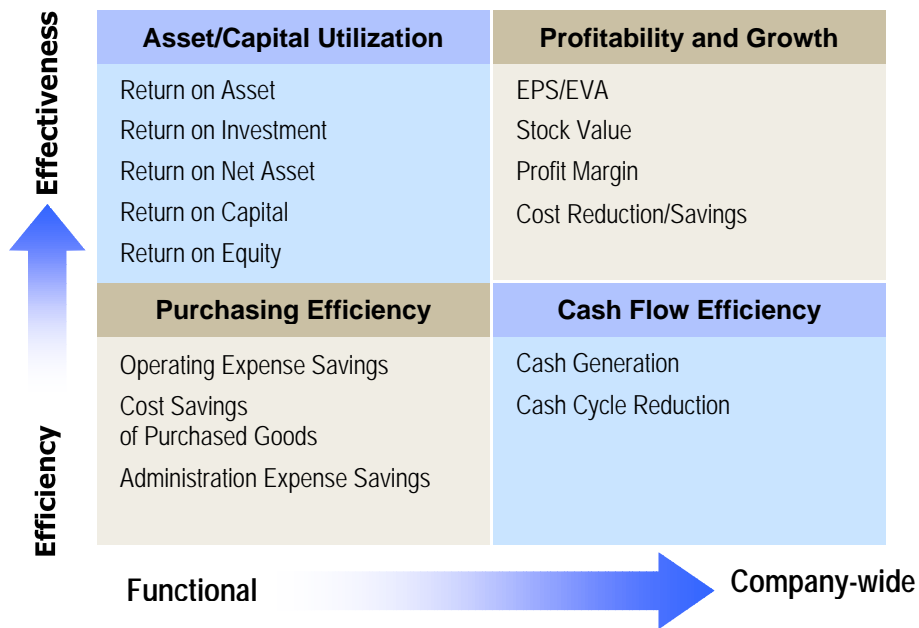 Effectiveness
Efficiency
Asset/Capital Utilization
Return on Asset
Return on Investment
Return on Net Asset
Return on Capital
Return on Equity
Profitability and Growth
EPS/EVA
Stock Value
Profit Margin
Cost Reduction/Savings
Purchasing Efficiency
Operating Expense Savings
Cost Savings
of Purchased Goods
Administration Expense Savings
Cash Flow Efficiency
Cash Generation
Cash Cycle Reduction
Functional
Company-wide